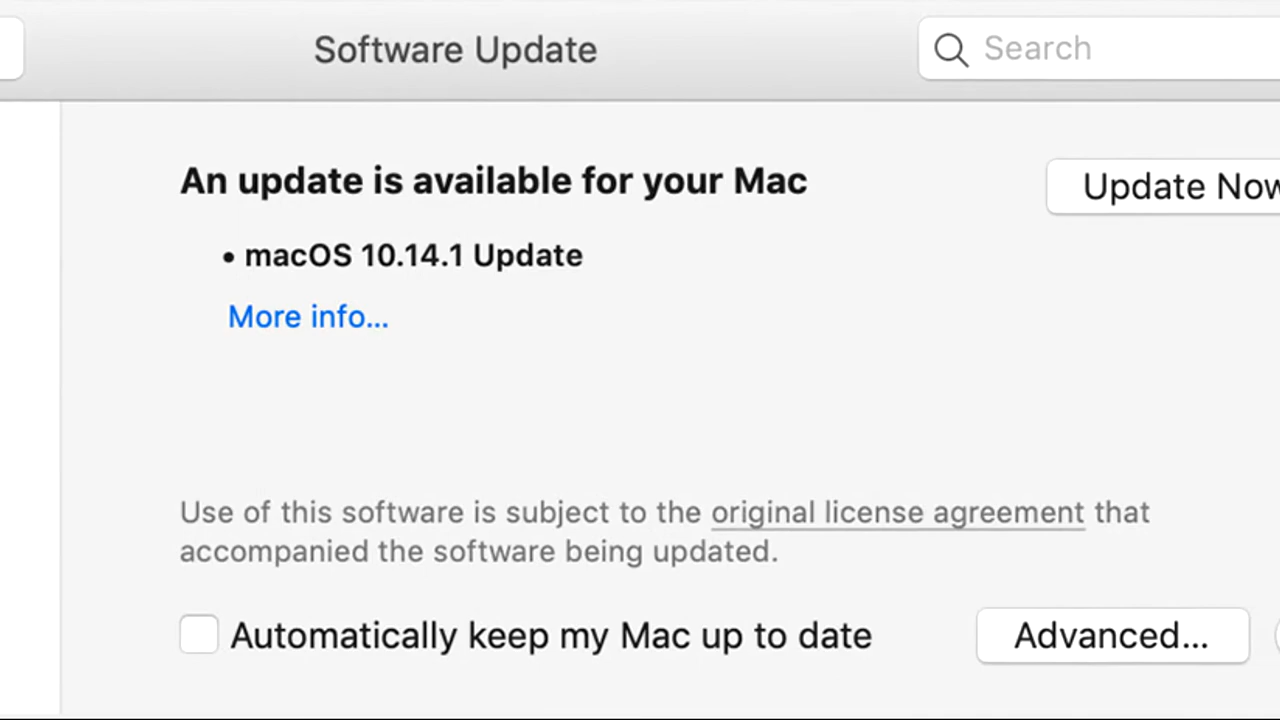 Software Update
Search
An update is available for your Mac
Update Now
• macOS 10.14.1 Update
More info...
Use of this software is subject to the original license agreement that
accompanied the software being updated.
Automatically keep my Mac up to date
Advanced...